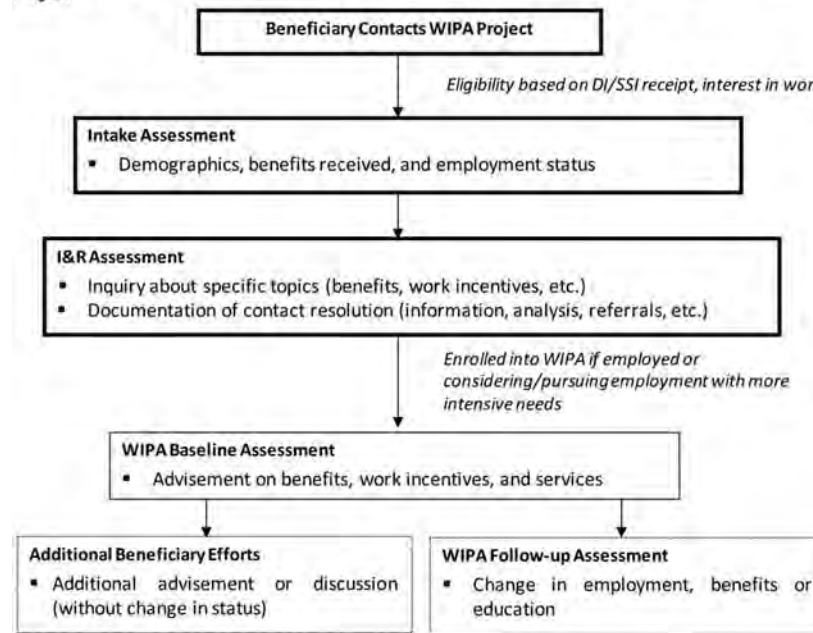 Beneficiary Contacts WIPA Project
Eligibility based on DI/SSI receipt, interest in wor
Intake Assessment
▪ Demographics, benefits received, and employment status
I&R Assessment
▪ Inquiry about specific topics (benefits, work incentives, etc.)
▪ Documentation of contact resolution (information, analysis, referrals, etc.)
Enrolled into WIPA if employed or
considering/pursuing employment with more
intensive needs
WIPA Baseline Assessment
▪ Advisement on benefits, work incentives, and services
Additional Beneficiary Efforts
▪ Additional advisement or discussion
(without change in status)
WIPA Follow-up Assessment
▪ Change in employment, benefits or
education